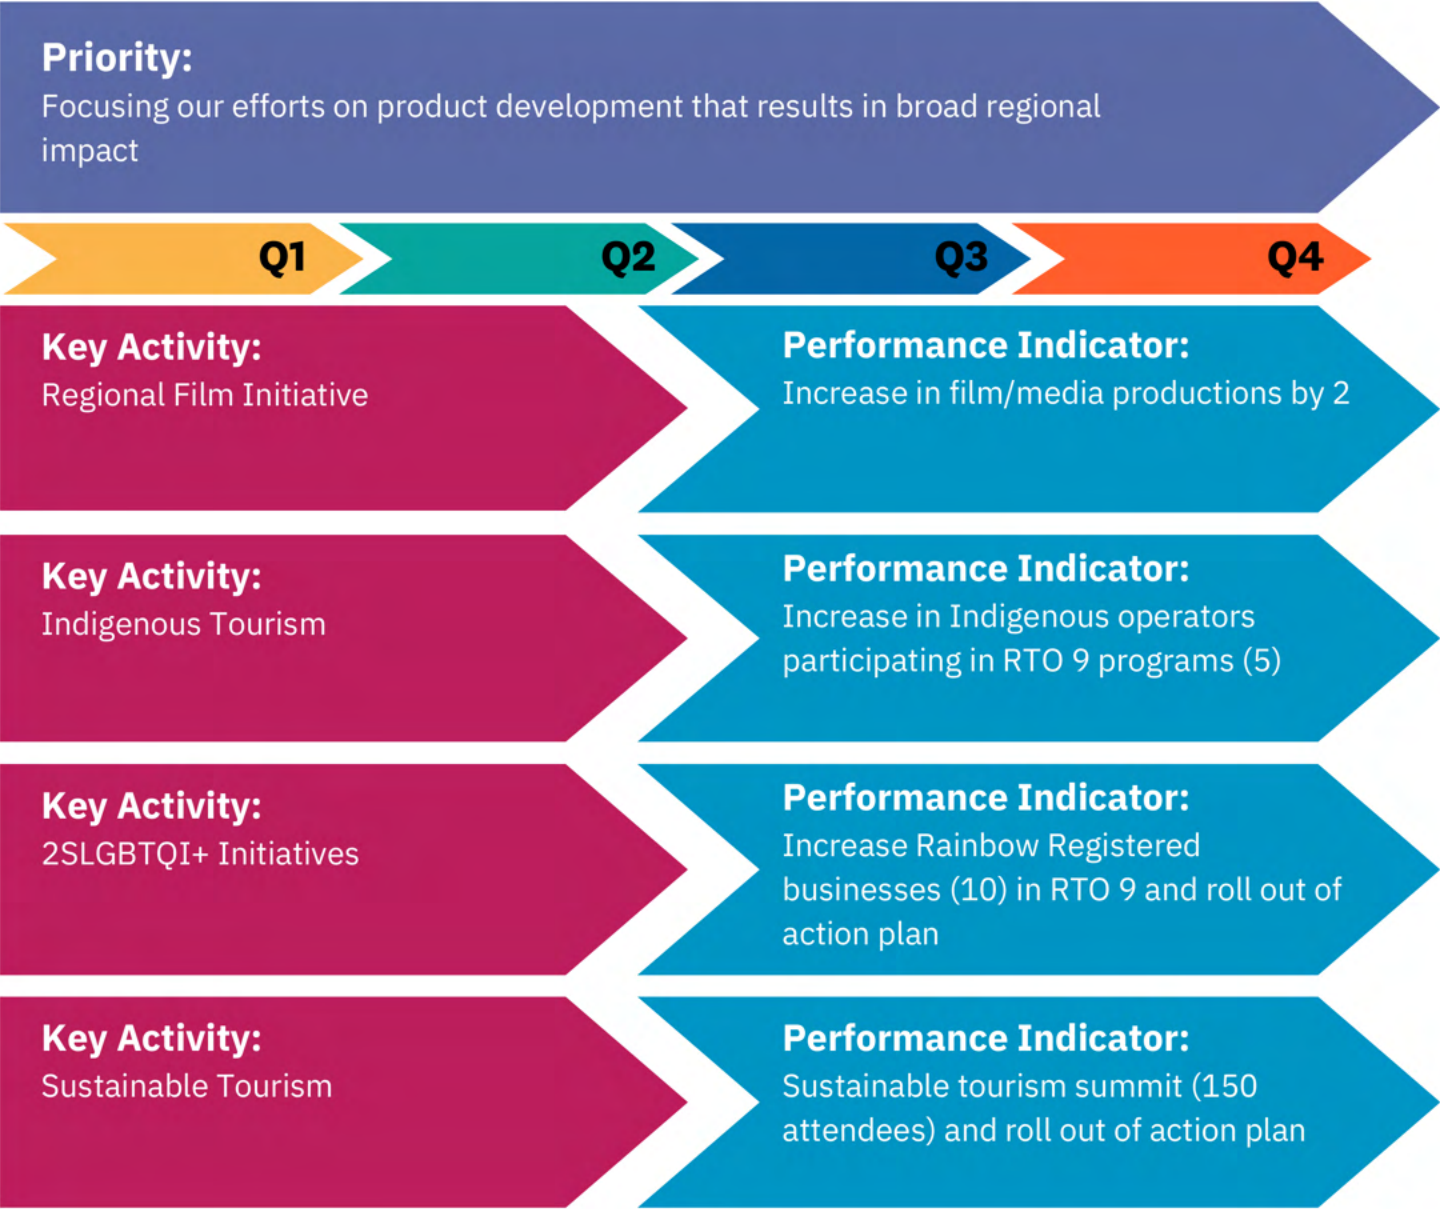 Priority:
Focusing our efforts on product development that results in broad regional
impact
Q1
Q2
Q3
Q4
Key Activity:
Regional Film Initiative
Performance Indicator:
Increase in film/media productions by 2
Key Activity:
Indigenous Tourism
Performance Indicator:
Increase in Indigenous operators
participating in RTO 9 programs (5)
Key Activity:
2SLGBTQI+ Initiatives
Performance Indicator:
Increase Rainbow Registered
businesses (10) in RTO 9 and roll out of
action plan
Key Activity:
Sustainable Tourism
Performance Indicator:
Sustainable tourism summit (150
attendees) and roll out of action plan